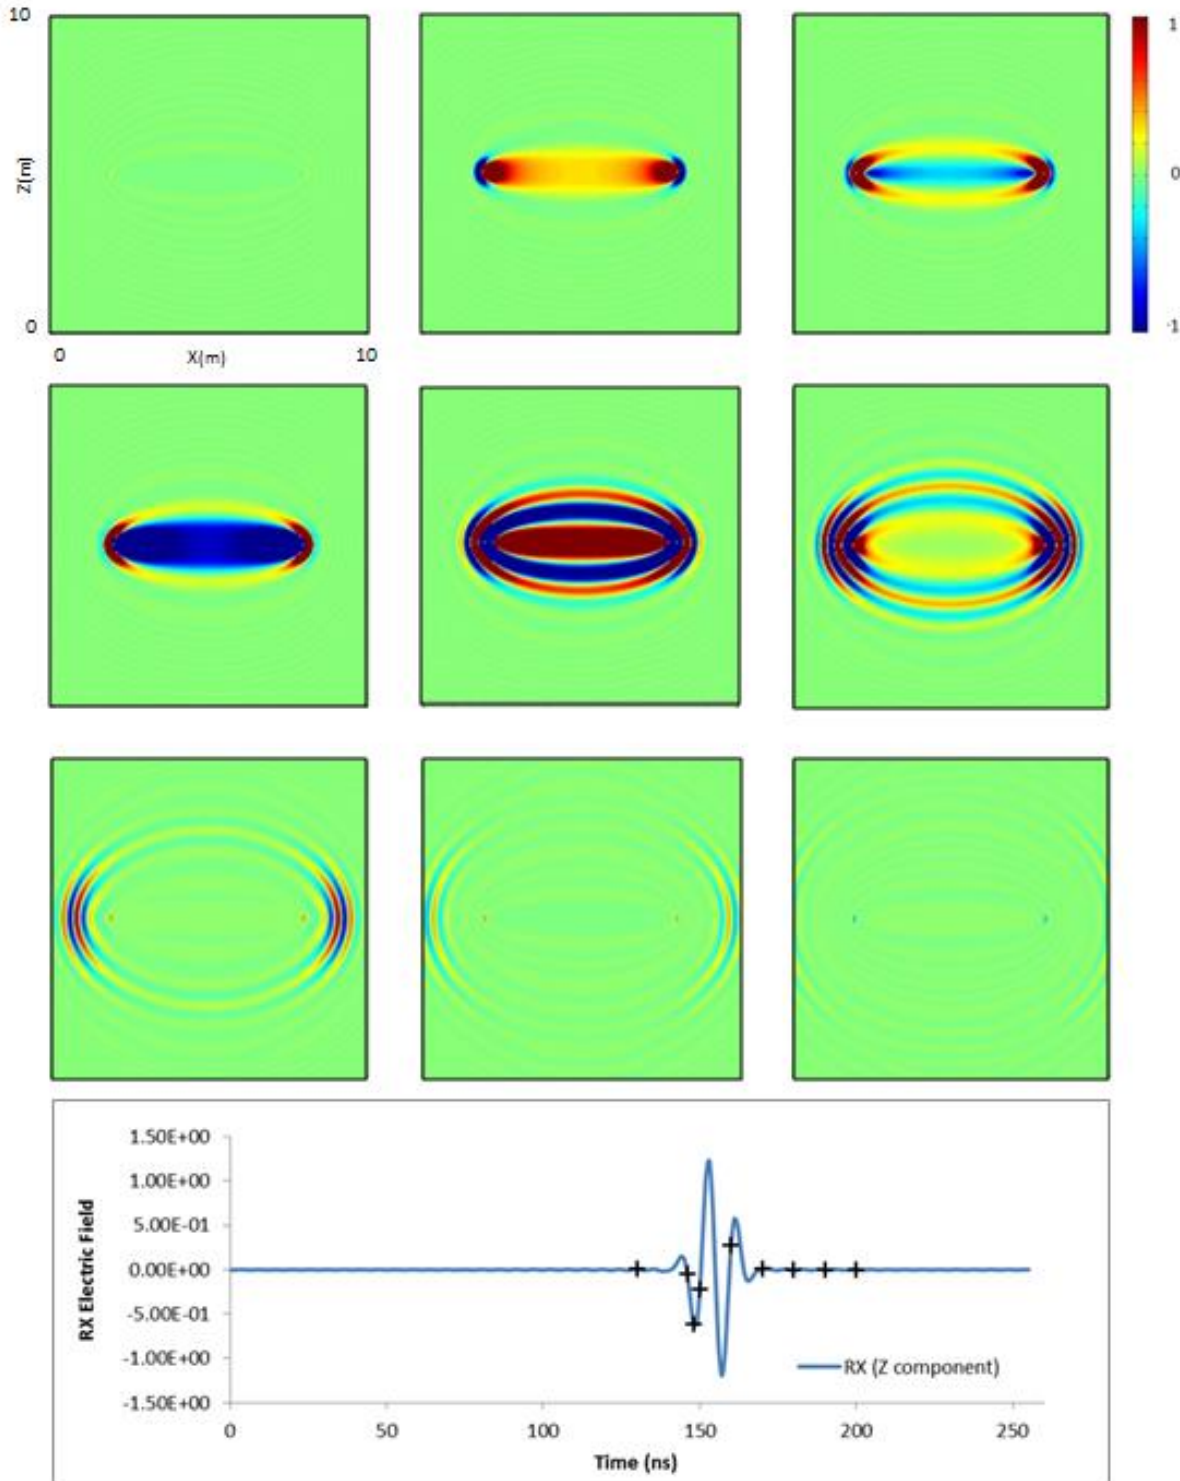 10
1
Z(m)
0
0
-1
0
X(m)
10
1.50E+00
1.00E+00
5.00E-01
0.00E+00
-5.00E-01
-1.00E+00
-1.50E+00
RX Electric Field
RX (Z component)
0
50
100
150
200
250
Time (ns)